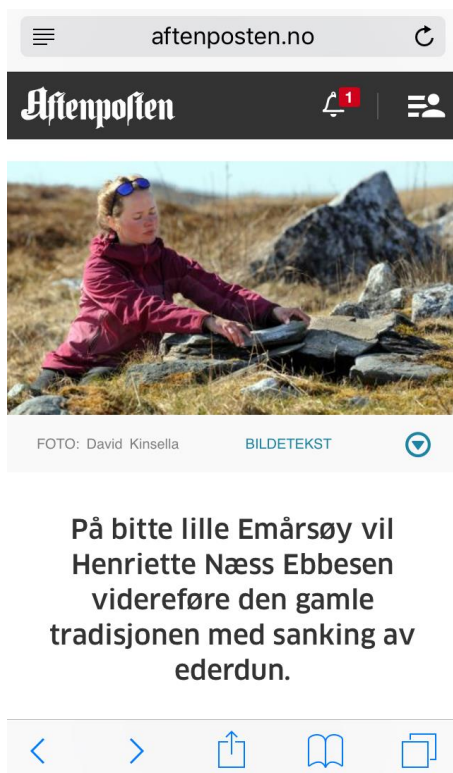 aftenposten.no
Aftenposten
1
FOTO: David Kinsella BILDETEKST
På bitte lille Emårsøy vil
Henriette Næss Ebbesen
videreføre den gamle
tradisjonen med sanking av
ederdun.